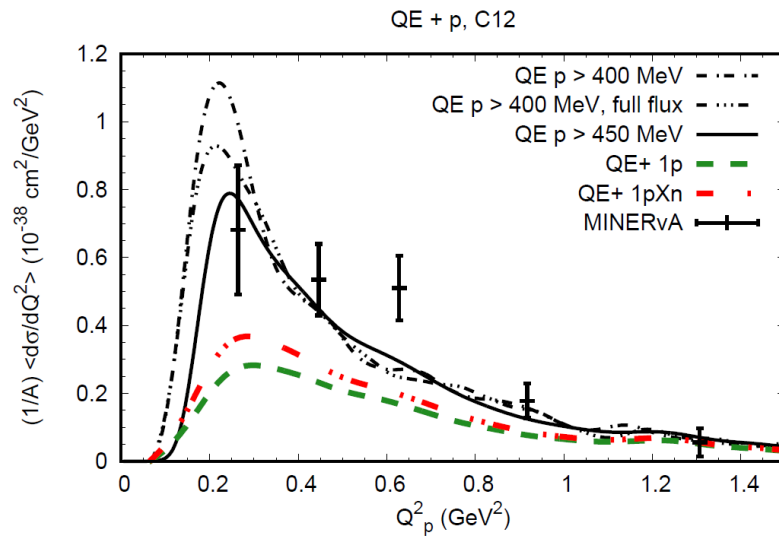 QE + p, C12
(1/A) <dσ/dQ²> (10⁻³⁸ cm²/GeV²)
1.2
1
0.8
0.6
0.4
0.2
0
QE p > 400 MeV
QE p > 400 MeV, full flux
QE p > 450 MeV
QE+ 1p
QE+ 1pXn
MINERvA
0 0.2 0.4 0.6 0.8 1 1.2 1.4
Q²ₚ (GeV²)